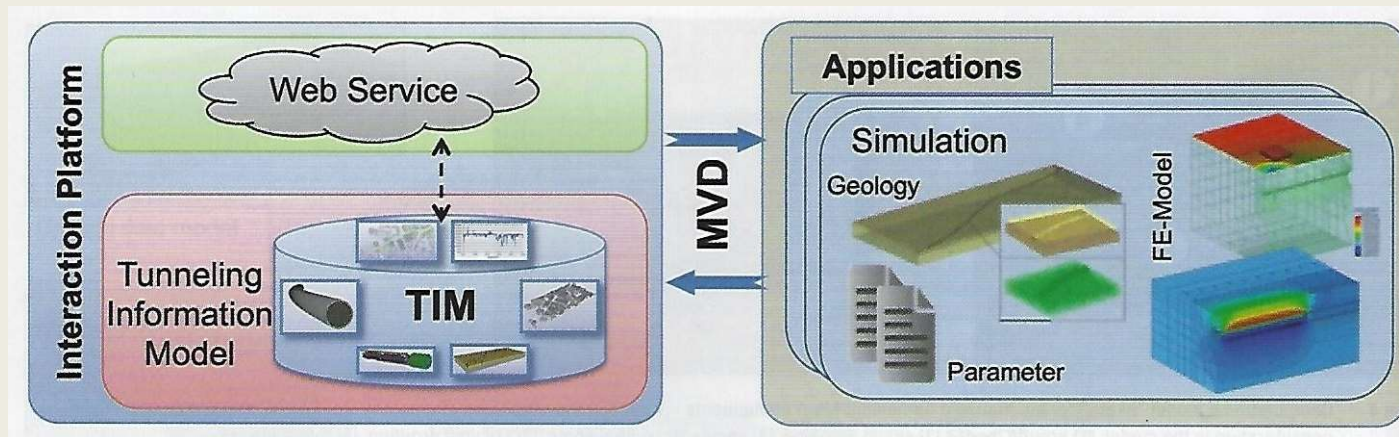 Interaction Platform
Web Service
Tunneling
Information
Model
TIM
MVD
Applications
Simulation
Geology
Parameter
FE-Model